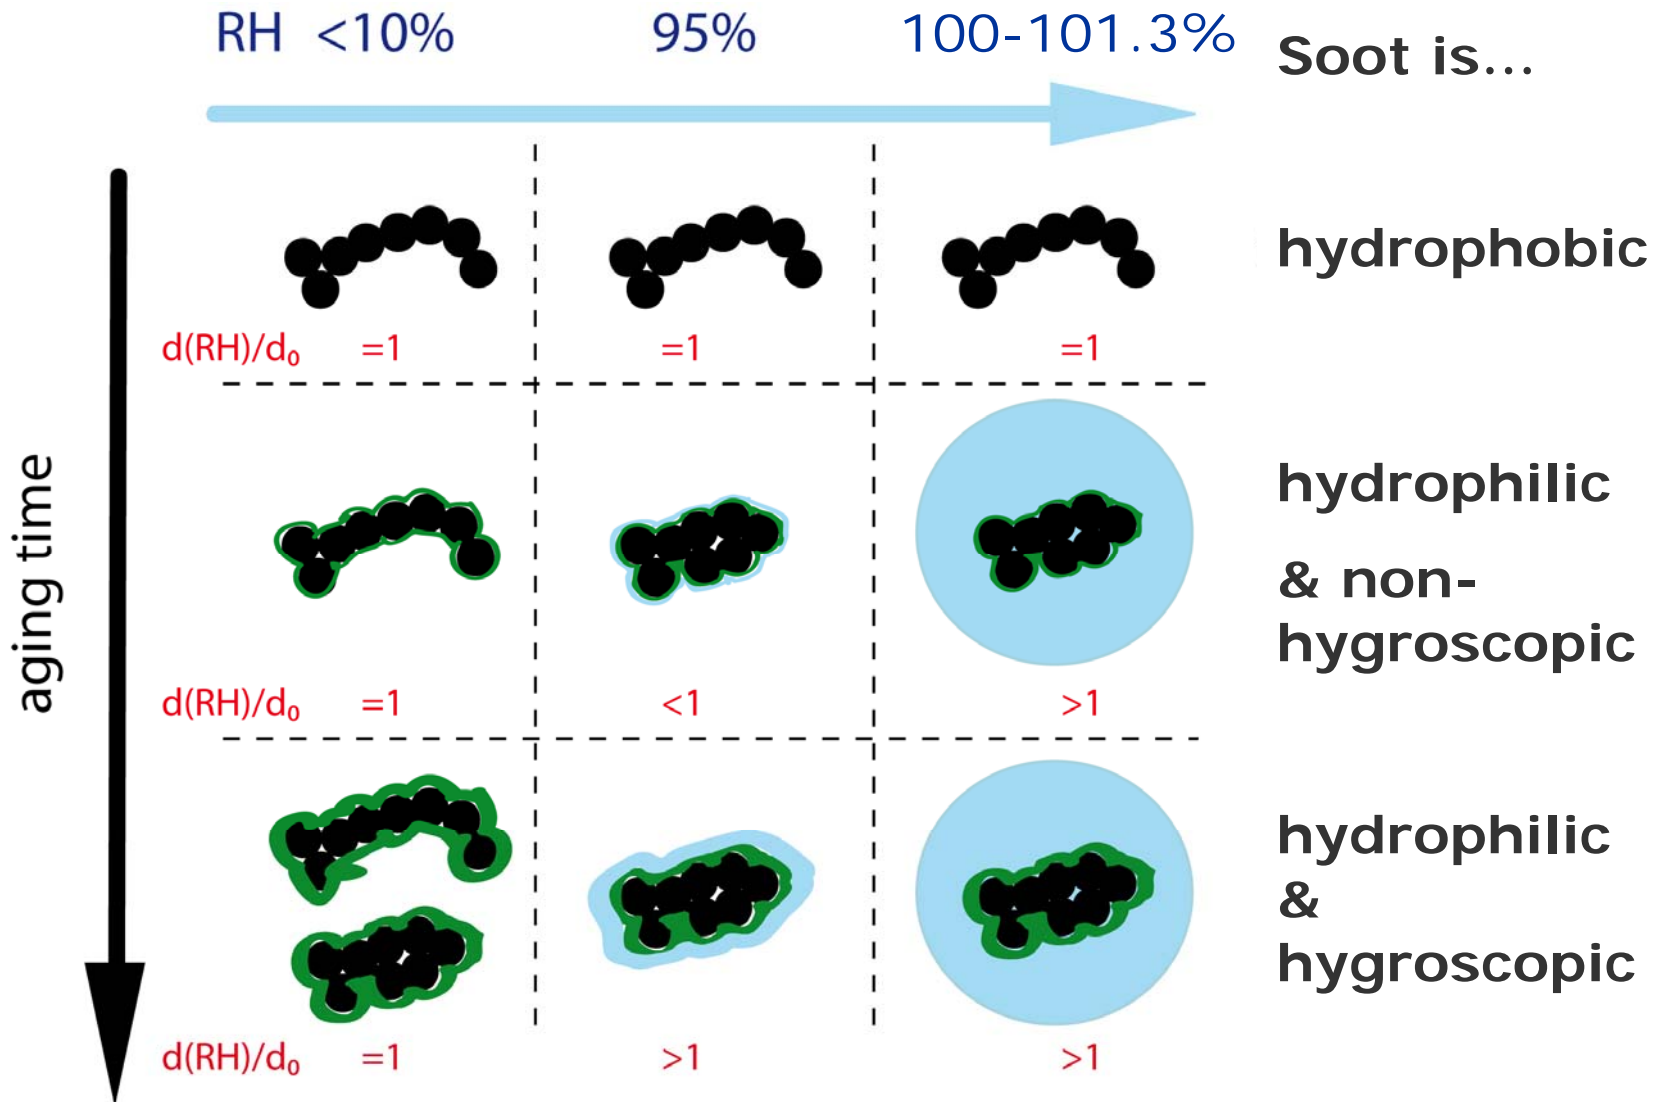 RH <10% 95% 100-101.3% Soot is...
hydrophobic
d(RH)/d₀ =1 =1 =1
aging time
hydrophilic
& non-
hygroscopic
d(RH)/d₀ =1 <1 >1
hydrophilic
&
hygroscopic
d(RH)/d₀ =1 >1 >1